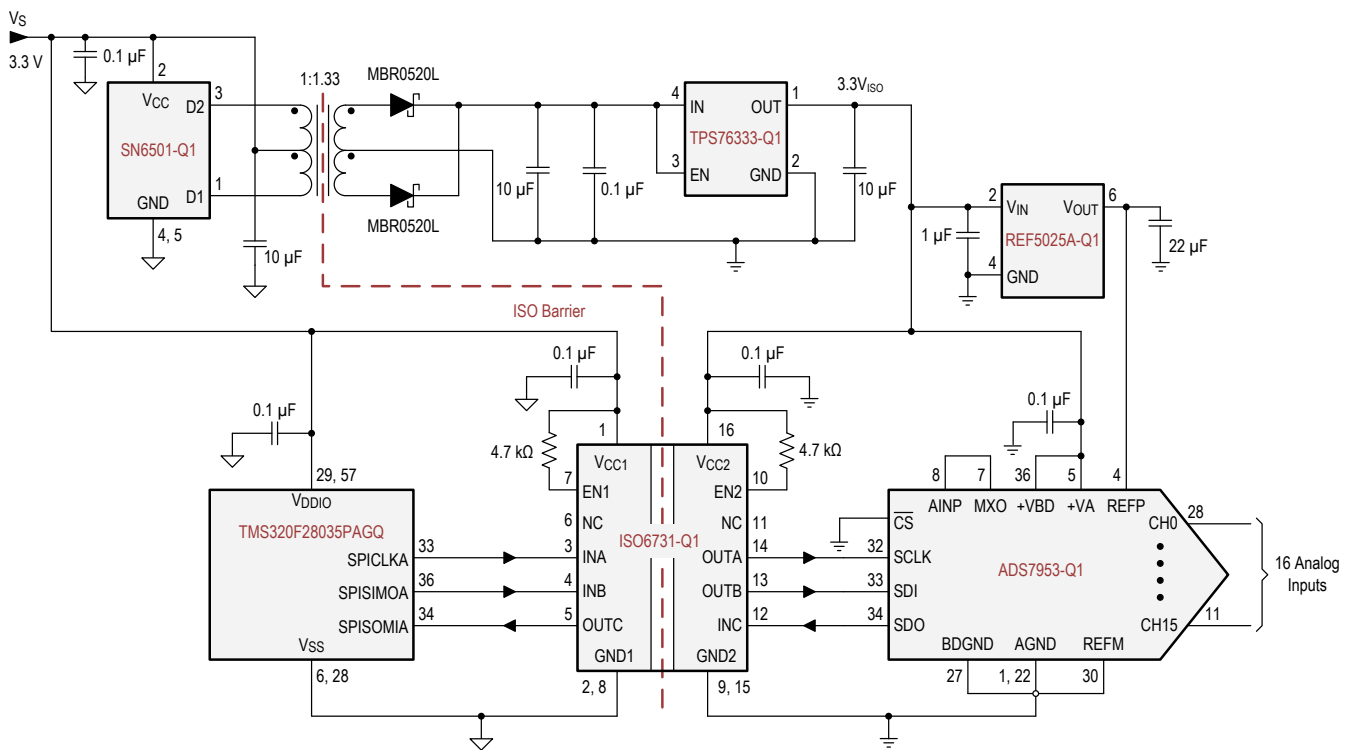 VS
3.3 V
0.1 µF
2
VCC
D2
3
SN6501-Q1
D1
1
GND
4, 5
10 µF
1:1.33
MBR0520L
MBR0520L
10 µF
0.1 µF
4
IN
OUT
1
TPS76333-Q1
3
EN
GND
2
3.3VISO
10 µF
1 µF
2
VIN
VOUT
6
REF5025A-Q1
4
GND
22 µF
ISO Barrier
0.1 µF
29, 57
VDDIO
TMS320F28035PAGQ
SPICLKA
33
SPISIMOA
36
SPISOMIA
34
VSS
6, 28
0.1 µF
4.7 kΩ
1
VCC1
7
EN1
6
NC
3
INA
4
INB
5
OUTC
GND1
2, 8
ISO6731-Q1
0.1 µF
4.7 kΩ
16
VCC2
EN2
10
NC
11
OUTA
14
OUTB
13
INC
12
GND2
9, 15
0.1 µF
8
7
36
5
4
AINP
MXO
+VBD
+VA
REFP
CS
32
SCLK
33
SDI
34
SDO
ADS7953-Q1
CH0
28
CH15
11
16 Analog
Inputs
BDGND
AGND
REFM
27
1, 22
30